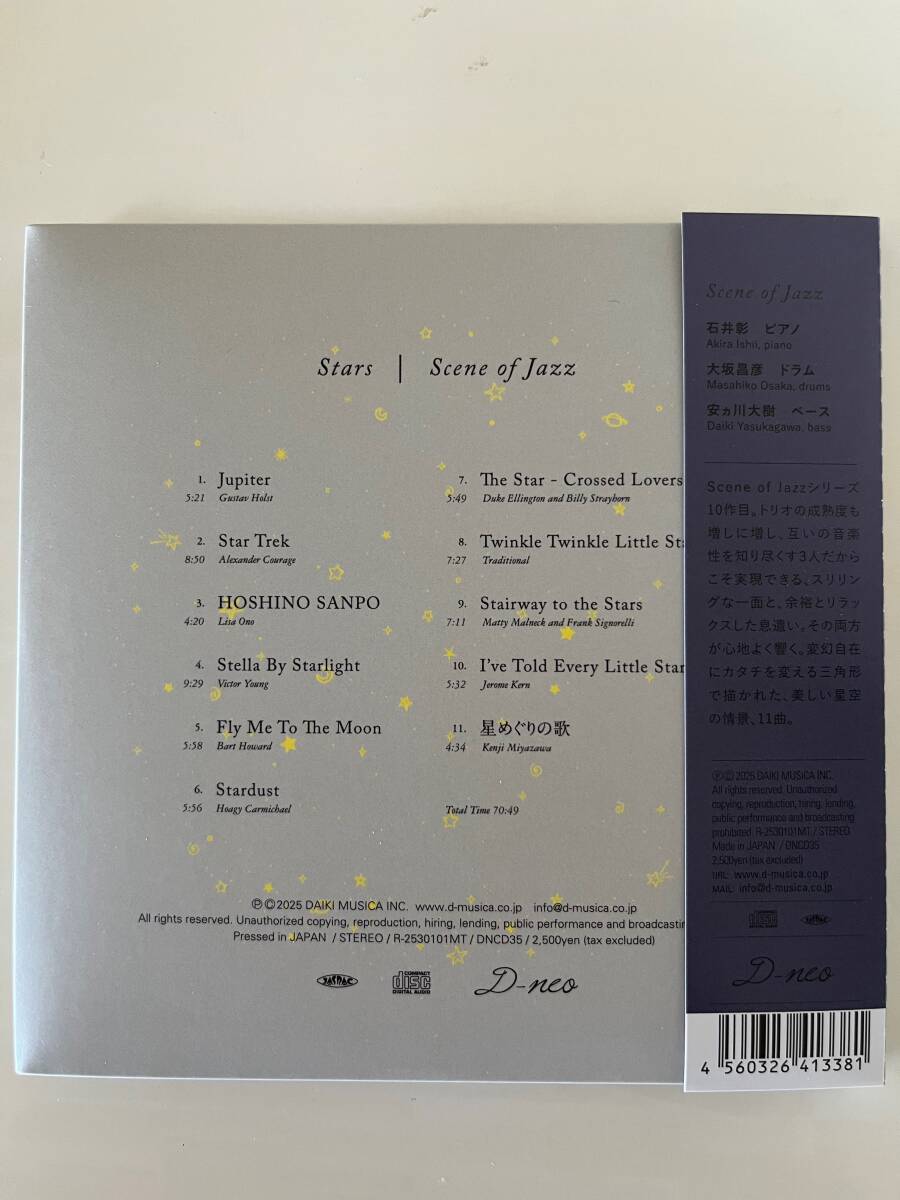 Stars | Scene of Jazz
1. Jupiter
5:21 Gustav Holst
2. Star Trek
8:50 Alexander Courage
3. HOSHINO SANPO
4:20 Lisa Ono
4. Stella By Starlight
9:29 Victor Young
5. Fly Me To The Moon
5:58 Bart Howard
6. Stardust
5:56 Hoagy Carmichael
7. The Star - Crossed Lovers
5:49 Duke Ellington and Billy Strayhorn
8. Twinkle Twinkle Little
7:27 Traditional
9. Stairway to the Stars
7:11 Matty Malneck and Frank Signorelli
10. I've Told Every Little Star
5:32 Jerome Kern
11. 星めぐりの歌
4:34 Kenji Miyazawa
Total Time 70:49
ⓅⒸ2025 DAIKI MUSICA INC. www.d-musica.co.jp info@d-musica.co.jp
All rights reserved. Unauthorized copying, reproduction, hiring, lending, public performance and broadcasting
Pressed in JAPAN / STEREO / R-2530101MT / DNCD35 / 2,500yen (tax excluded)
JASRAC
COMPACT
disc
DIGITAL AUDIO
D-neo
Scene of Jazz
石井彰 ピアノ
Akira Ishii, piano
大坂昌彦 ドラム
Masahiko Osaka, drums
安ヵ川大樹 ベース
Daiki Yasukagawa, bass
Scene of Jazzシリーズ
10作目。トリオの成熟度も
増しに増し、互いの音楽
性を知り尽くす3人だから
こそ実現できる、スリリン
グな一面と、余裕とリラッ
クスした息遣い。その両方
が心地よく響く。変幻自在
にカタチを変える三角形
で描かれた、美しい星空
の情景、11曲。
ⓅⒸ2025 DAIKI MUSICA INC.
All rights reserved. Unauthorized
copying, reproduction, hiring, lending,
public performance and broadcasting
prohibited. R-2530101MT / STEREO
Made in JAPAN / DNCD35
2,500yen (tax excluded)
URL: www.d-musica.co.jp
MAIL: info@d-musica.co.jp
disc
JASRAC
D-neo
4 560326 413381